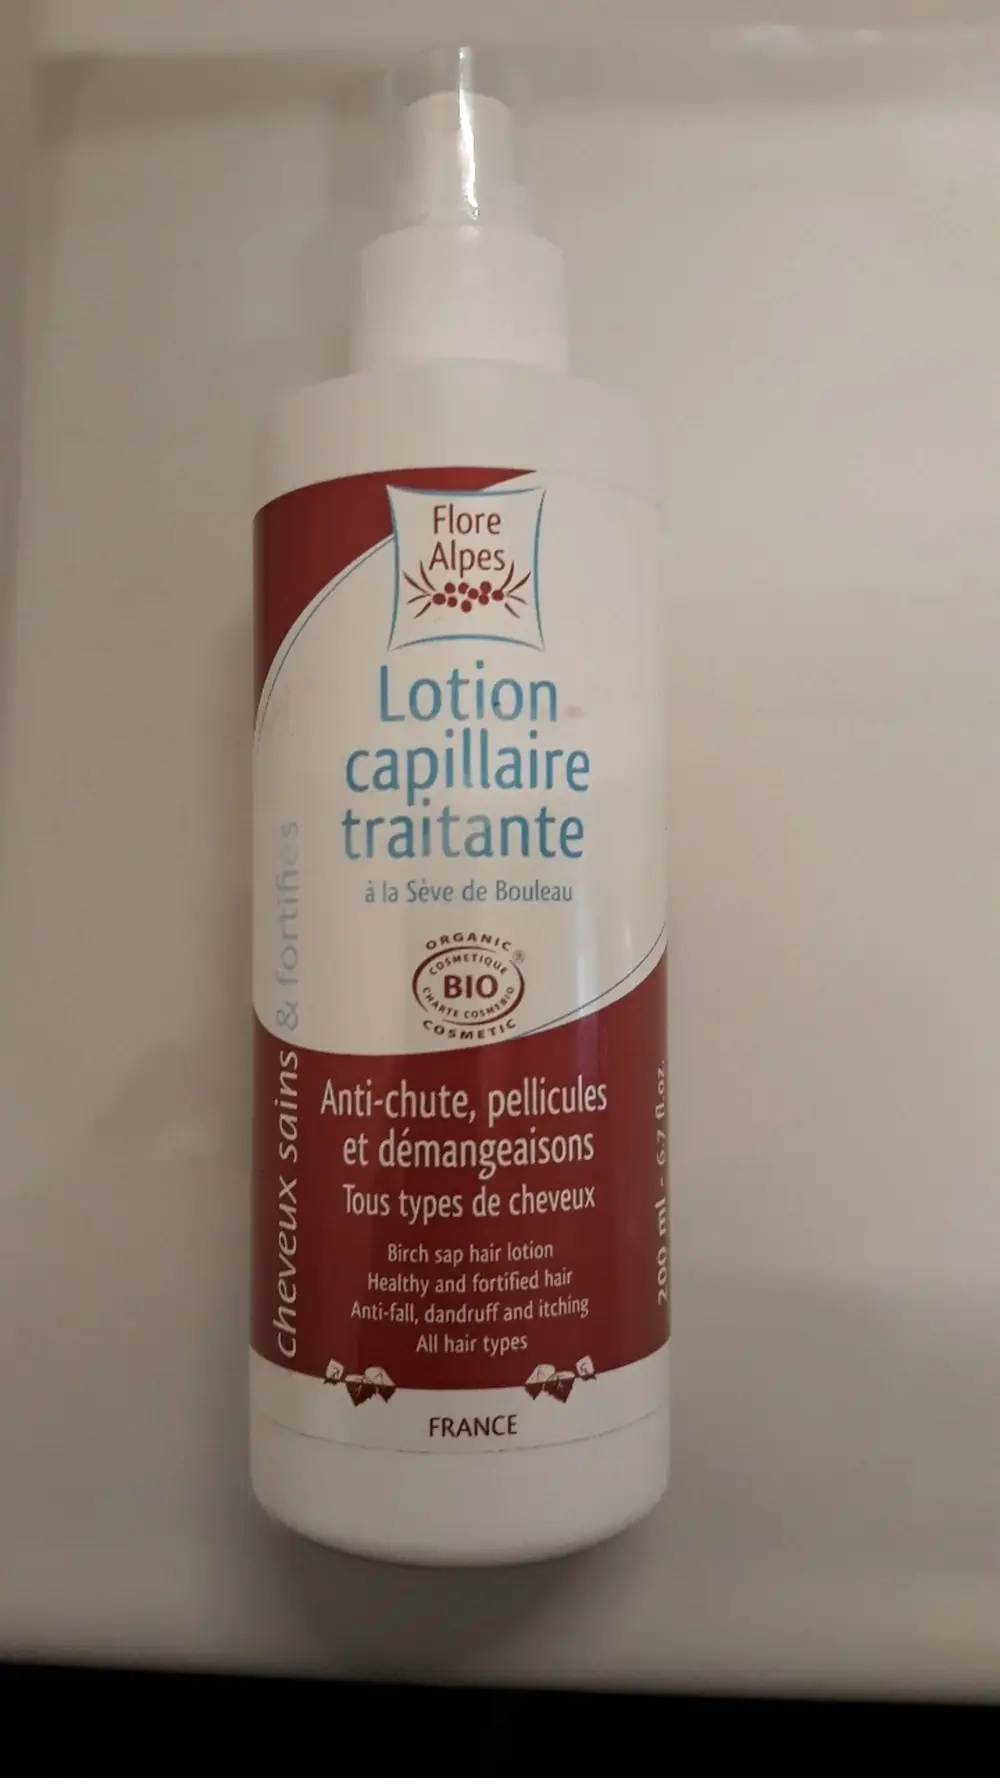 Flore
Alpes
Lotion
capillaire
traitante
à la Sève de Bouleau
ORGANIC
COSMETIQUE
BIO
CHARTE COSMEBIO
COSMETIC
®
cheveux sains & fortifiés
Anti-chute, pellicules
et démangeaisons
Tous types de cheveux
Birch sap hair lotion
Healthy and fortified hair
Anti-fall, dandruff and itching
All hair types
200 ml - 6.7 fl.oz.
FRANCE